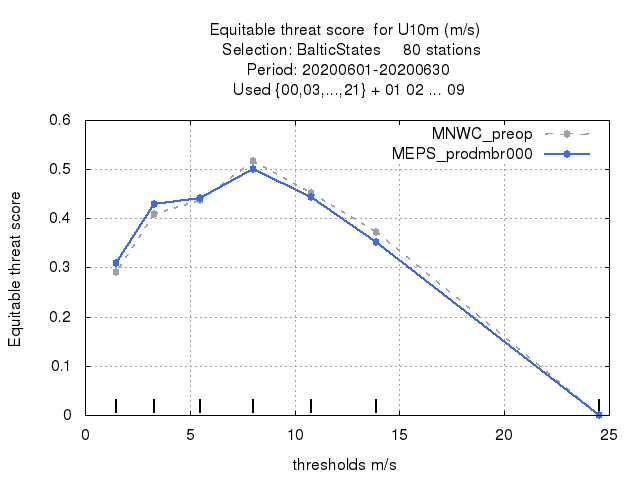 Equitable threat score  for U10m (m/s)
Selection: BalticStates     80 stations
Period: 20200601-20200630
Used {00,03,...,21} + 01 02 ... 09
MNWC_preop
MEPS_prodmbr000
Equitable threat score
0.6
0.5
0.4
0.3
0.2
0.1
0
0 5 10 15 20 25
thresholds m/s